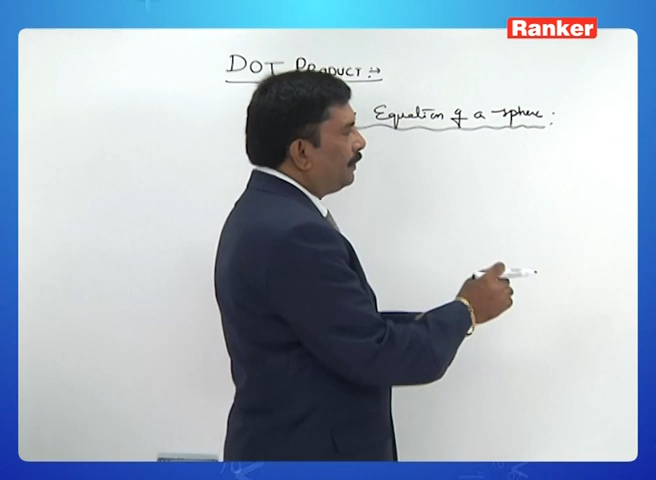 Ranker
DOT PRODUCT :→
Equation of a sphere :